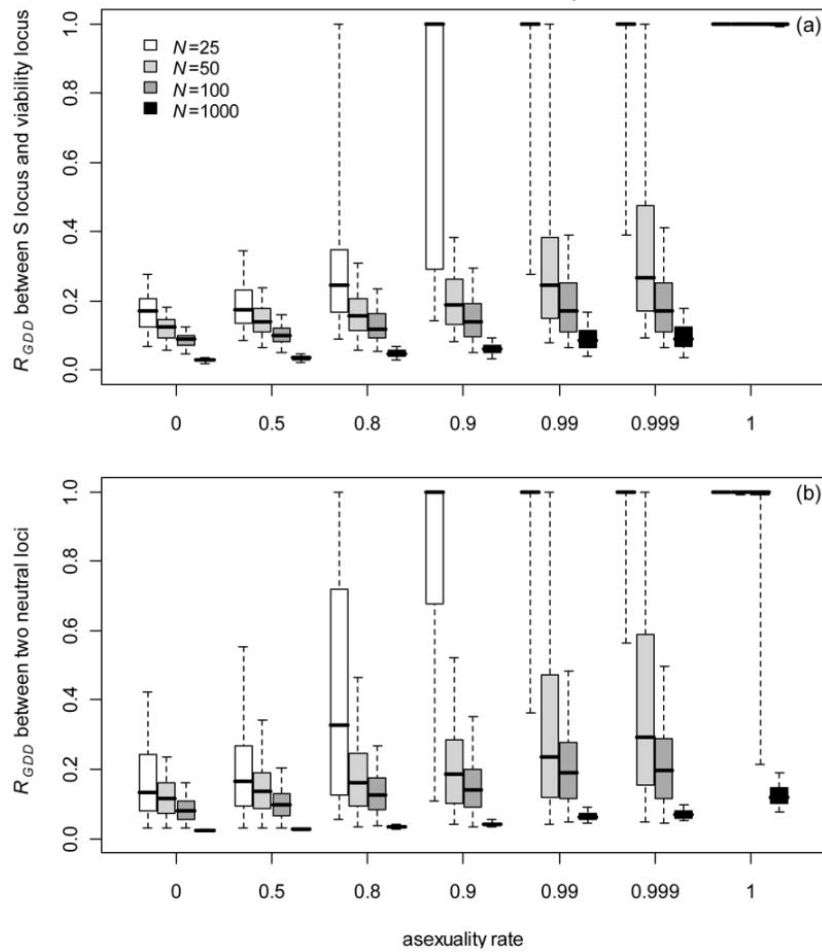 (a)
N=25
N=50
N=100
N=1000
R_GDD between S locus and viability locus
1.0
0.8
0.6
0.4
0.2
0.0
0 0.5 0.8 0.9 0.99 0.999 1
(b)
R_GDD between two neutral loci
1.0
0.8
0.6
0.4
0.2
0.0
0 0.5 0.8 0.9 0.99 0.999 1
asexuality rate